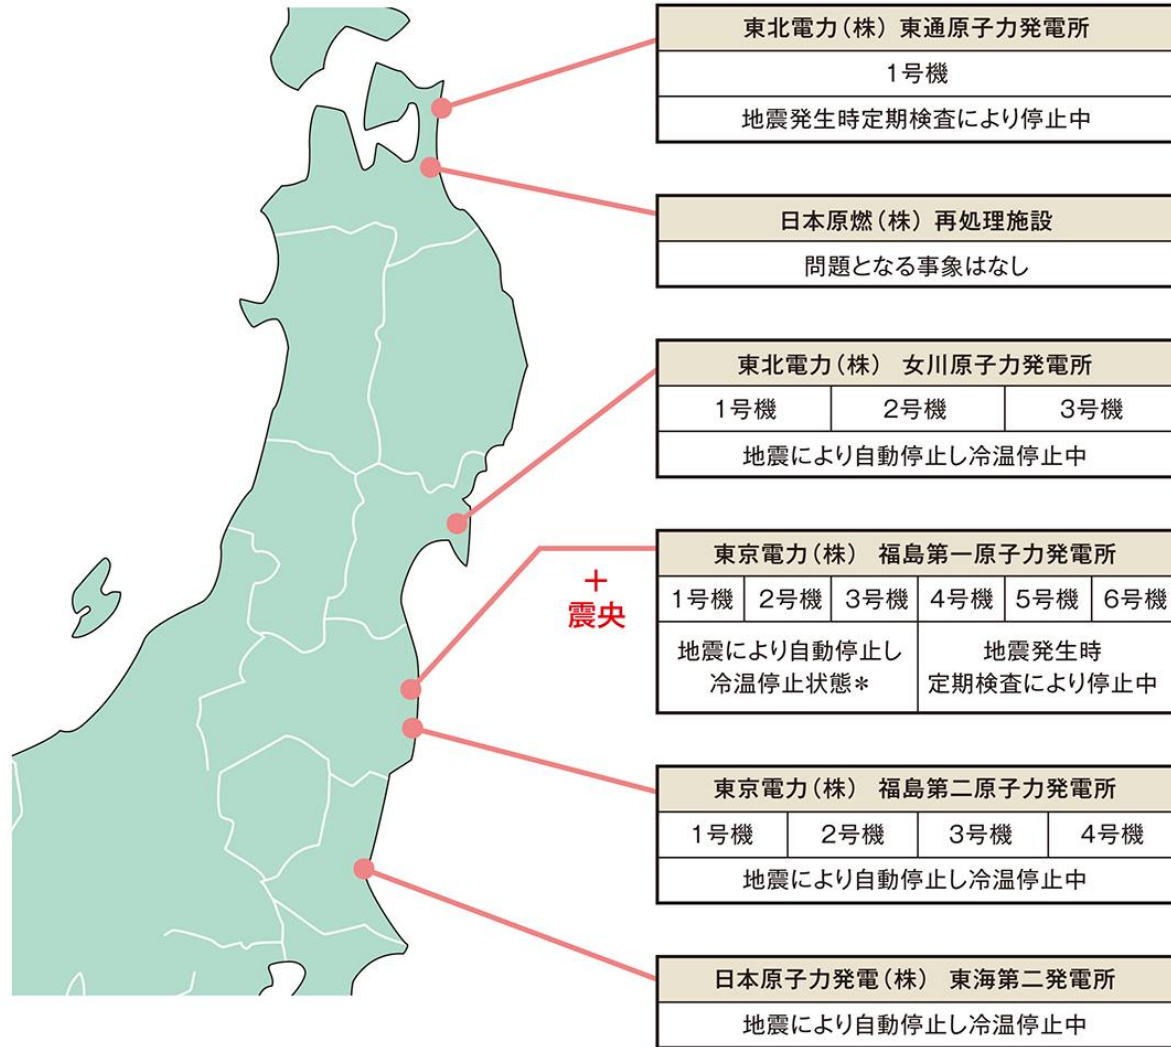 東北電力(株) 東通原子力発電所
1号機
地震発生時定期検査により停止中
日本原燃(株) 再処理施設
問題となる事象はなし
東北電力(株) 女川原子力発電所
1号機 2号機 3号機
地震により自動停止し冷温停止中
+
震央
東京電力(株) 福島第一原子力発電所
1号機 2号機 3号機 4号機 5号機 6号機
地震により自動停止し
冷温停止状態*
地震発生時
定期検査により停止中
東京電力(株) 福島第二原子力発電所
1号機 2号機 3号機 4号機
地震により自動停止し冷温停止中
日本原子力発電(株) 東海第二発電所
地震により自動停止し冷温停止中